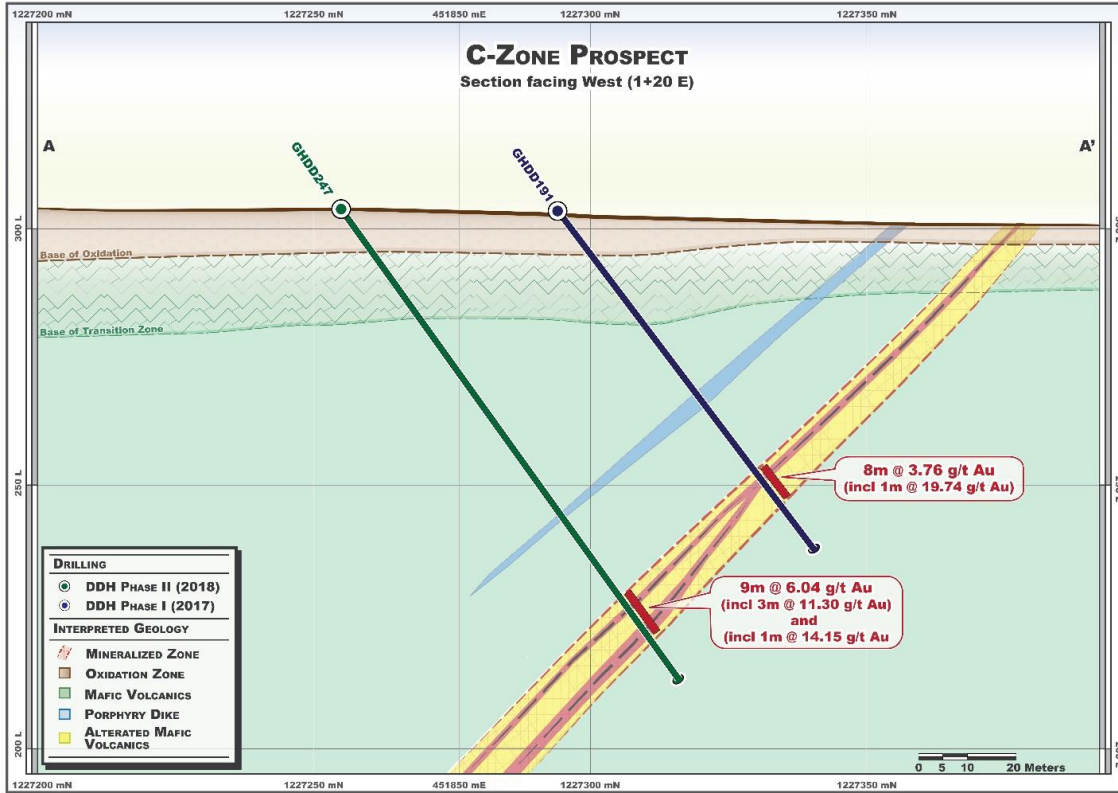 1227200 mN 1227250 mN 451850 mE 1227300 mN 1227350 mN
C-Zone Prospect
Section facing West (1+20 E)
A A'
GHDD247
GHDD191
300 L
Base of Oxidation
Base of Transition Zone
250 L
8m @ 3.76 g/t Au
(incl 1m @ 19.74 g/t Au)
9m @ 6.04 g/t Au
(incl 3m @ 11.30 g/t Au)
and
(incl 1m @ 14.15 g/t Au
Drilling
DDH Phase II (2018)
DDH Phase I (2017)
Interpreted Geology
Mineralized Zone
Oxidation Zone
Mafic Volcanics
Porphyry Dike
Alterated Mafic
Volcanics
200 L
0 5 10 20 Meters
1227200 mN 1227250 mN 451850 mE 1227300 mN 1227350 mN